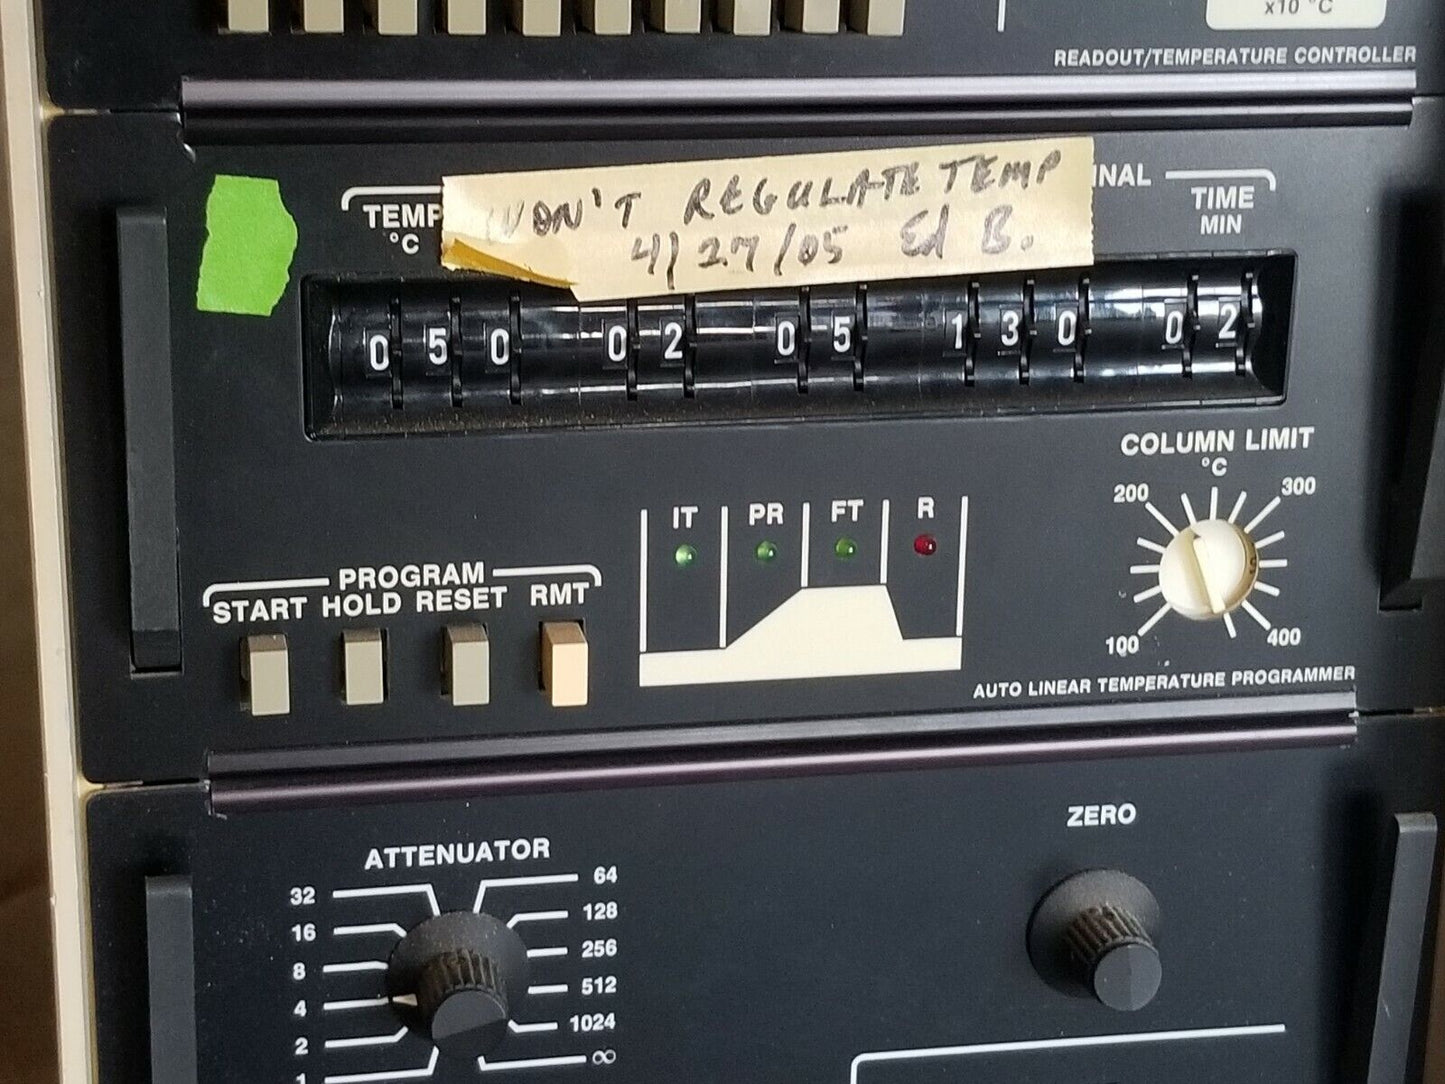 x10 °C
READOUT/TEMPERATURE CONTROLLER
WON'T REGULATE TEMP
4/27/05 Ed B.
TEMP
°C
INAL
TIME
MIN
0 5 0 0 2 0 5 1 3 0 0 2
COLUMN LIMIT
°C
200 300
100 400
IT PR FT R
PROGRAM
START HOLD RESET RMT
AUTO LINEAR TEMPERATURE PROGRAMMER
ZERO
ATTENUATOR
32 64
16 128
8 256
4 512
2 1024
1 ∞